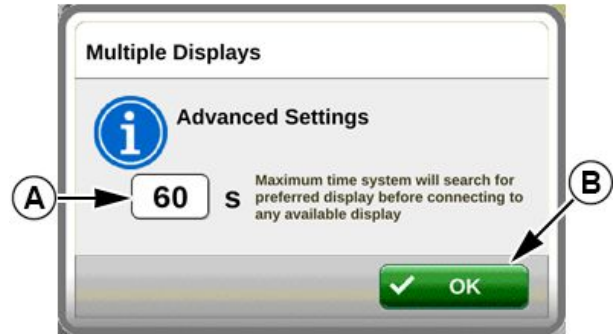 Multiple Displays
Advanced Settings
A
60 s
Maximum time system will search for
preferred display before connecting to
any available display
B
OK